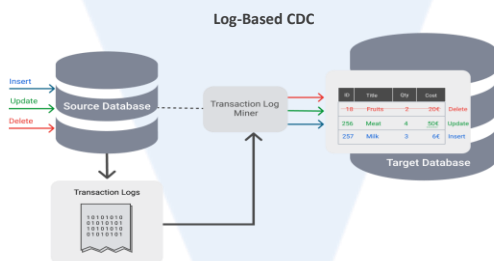 Log-Based CDC
Insert
Update
Delete
Source Database
Transaction Log
Miner
ID Title Qty Cost
18 Fruits 2 20€ Delete
256 Meal 4 50€ Update
257 Milk 3 6€ Insert
Target Database
Transaction Logs
10101010
01010101
10101010
01010101